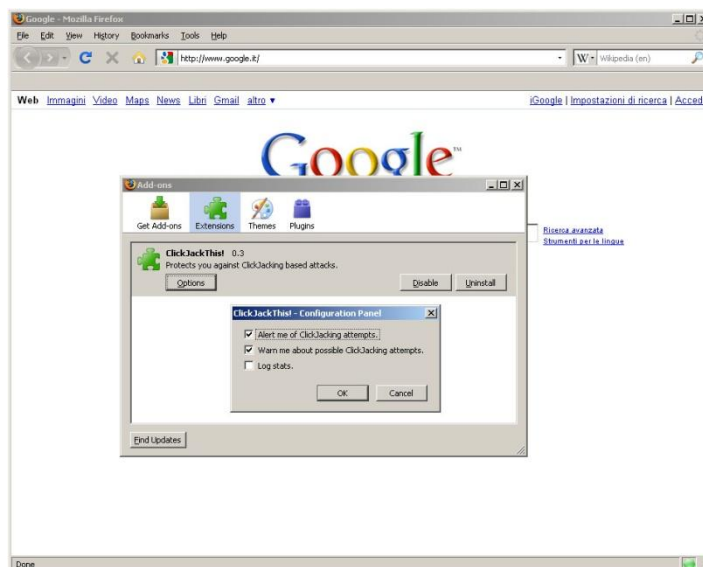 Google - Mozilla Firefox
File Edit View History Bookmarks Tools Help
http://www.google.it/
W Wikipedia (en)
Web Immagini Video Maps News Libri Gmail altro ▼
iGoogle | Impostazioni di ricerca | Acced
Google™
Ricerca avanzata
Strumenti per le lingue
Add-ons
Get Add-ons Extensions Themes Plugins
ClickJackThis! 0.3
Protects you against ClickJacking based attacks.
Options Disable Uninstall
ClickJackThis! - Configuration Panel
Alert me of ClickJacking attempts.
Warn me about possible ClickJacking attempts.
Log stats.
OK Cancel
Find Updates
Done